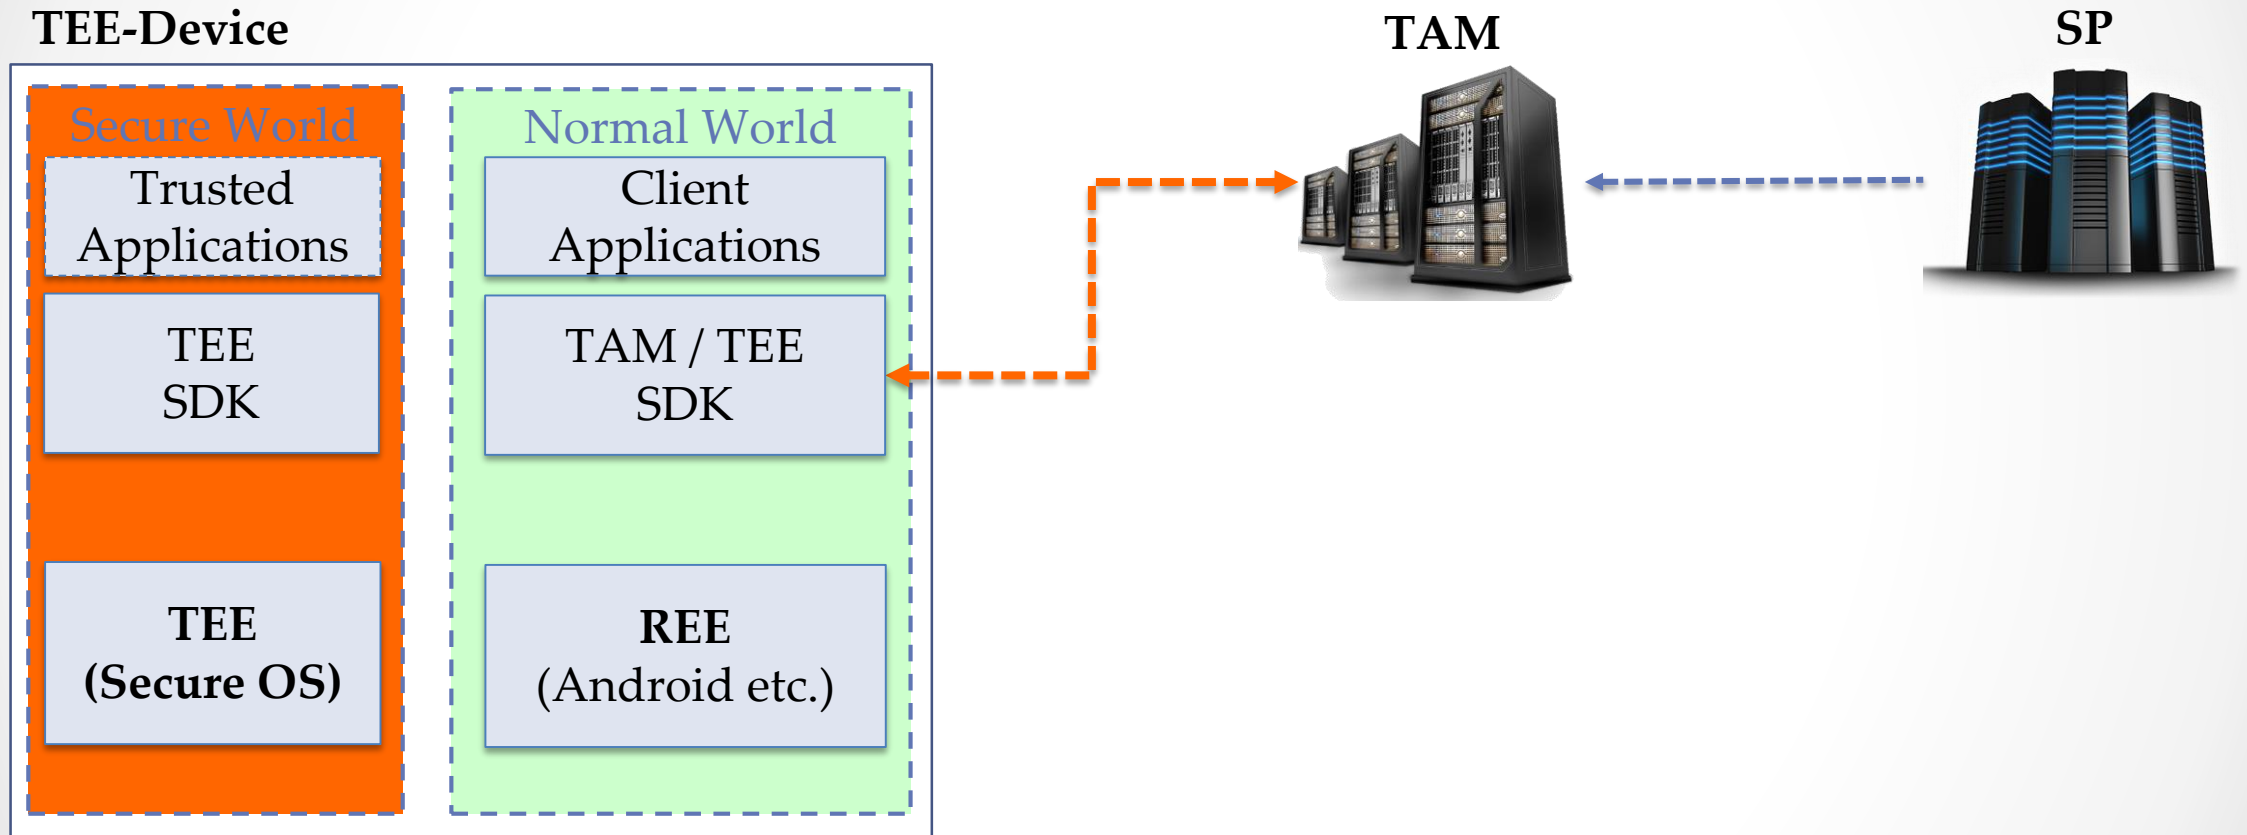 TEE-Device
TAM
SP
Secure World
Trusted
Applications
TEE
SDK
TEE
(Secure OS)
Normal World
Client
Applications
TAM / TEE
SDK
REE
(Android etc.)